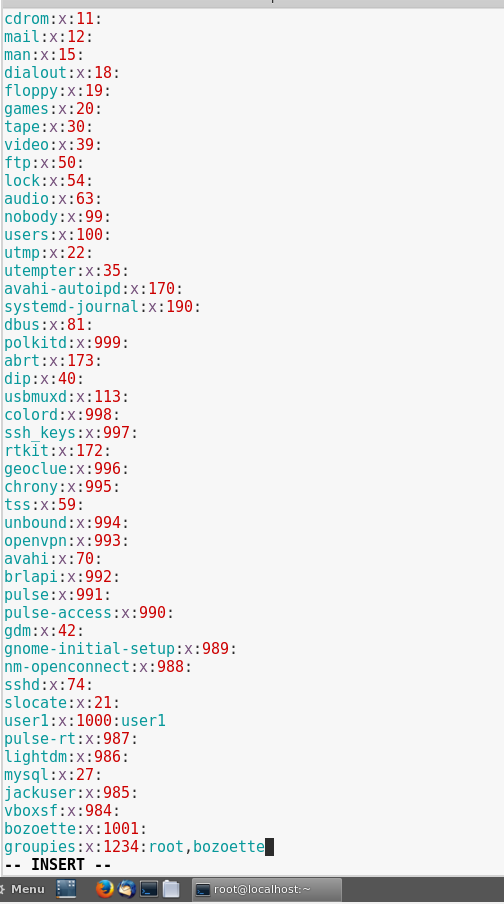 cdrom:x:11:
mail:x:12:
man:x:15:
dialout:x:18:
floppy:x:19:
games:x:20:
tape:x:30:
video:x:39:
ftp:x:50:
lock:x:54:
audio:x:63:
nobody:x:99:
users:x:100:
utmp:x:22:
utempter:x:35:
avahi-autoipd:x:170:
systemd-journal:x:190:
dbus:x:81:
polkitd:x:999:
abrt:x:173:
dip:x:40:
usbmuxd:x:113:
colord:x:998:
ssh_keys:x:997:
rtkit:x:172:
geoclue:x:996:
chrony:x:995:
tss:x:59:
unbound:x:994:
openvpn:x:993:
avahi:x:70:
brlapi:x:992:
pulse:x:991:
pulse-access:x:990:
gdm:x:42:
gnome-initial-setup:x:989:
nm-openconnect:x:988:
sshd:x:74:
slocate:x:21:
user1:x:1000:user1
pulse-rt:x:987:
lightdm:x:986:
mysql:x:27:
jackuser:x:985:
vboxsf:x:984:
bozoette:x:1001:
groupies:x:1234:root,bozoette
-- INSERT --
Menu root@localhost:~